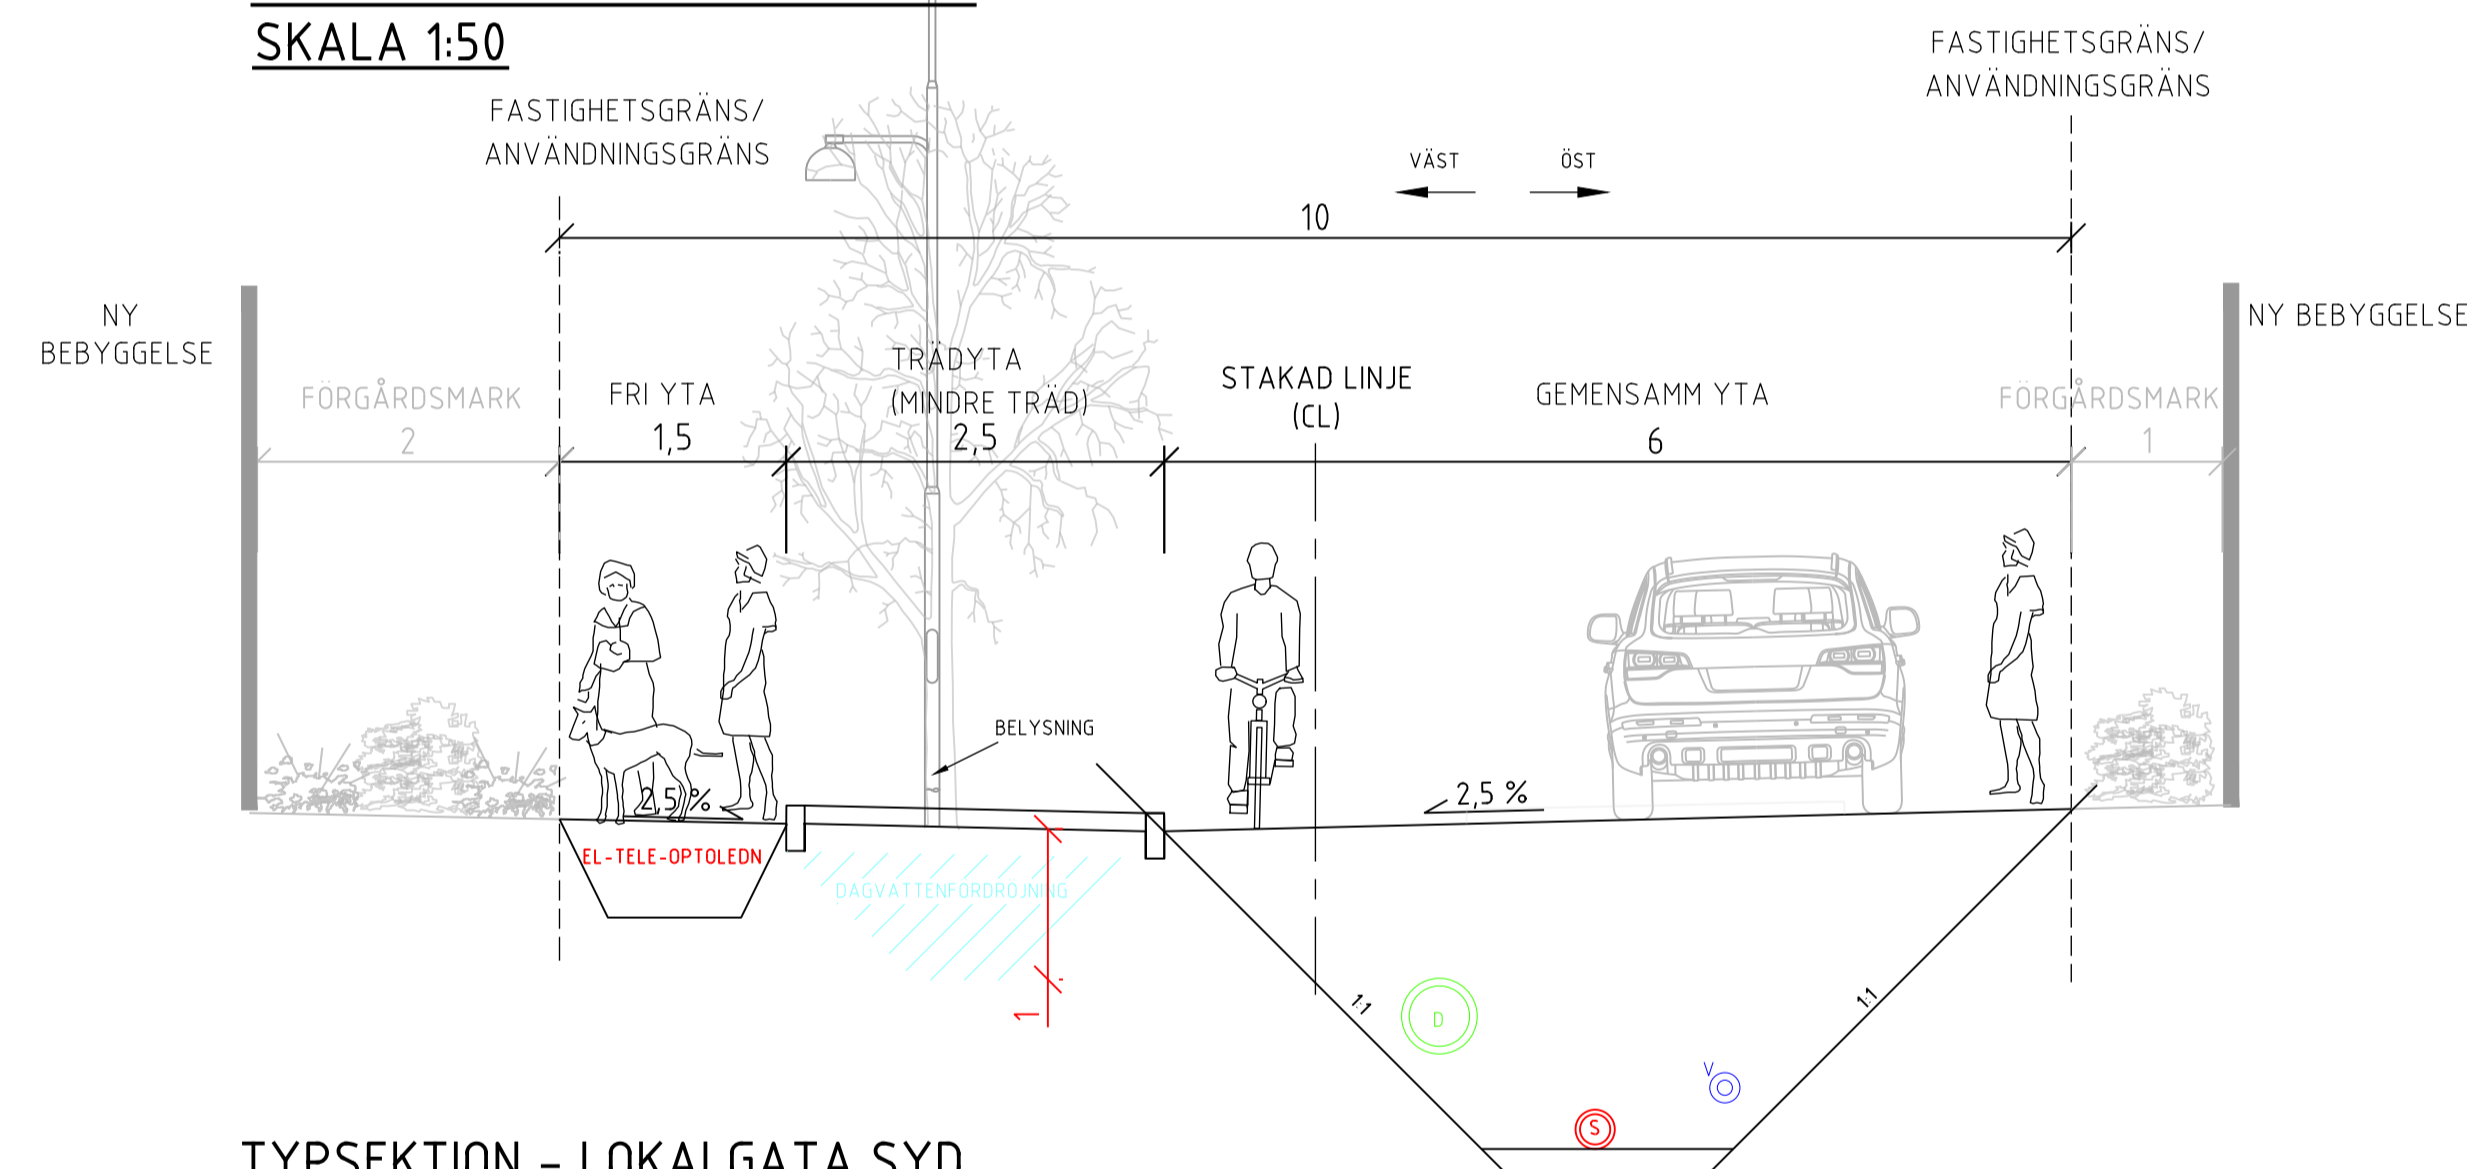 SKALA 1:50
FASTIGHETSGRÄNS/
ANVÄNDNINGSGRÄNS
FASTIGHETSGRÄNS/
ANVÄNDNINGSGRÄNS
VÄST
ÖST
10
NY
BEBYGGELSE
NY BEBYGGELSE
FÖRGÅRDSMARK
2
FRI YTA
1,5
TRÄDYTA
(MINDRE TRÄD)
2,5
STAKAD LINJE
(CL)
GEMENSAMM YTA
6
FÖRGÅRDSMARK
1
BELYSNING
2,5 %
2,5 %
EL-TELE-OPTOLEDN
DAGVATTENFÖRDRÖJNING
1
1:1
1:1
D
V
S
TYPSEKTION - LOKALGATA SYD